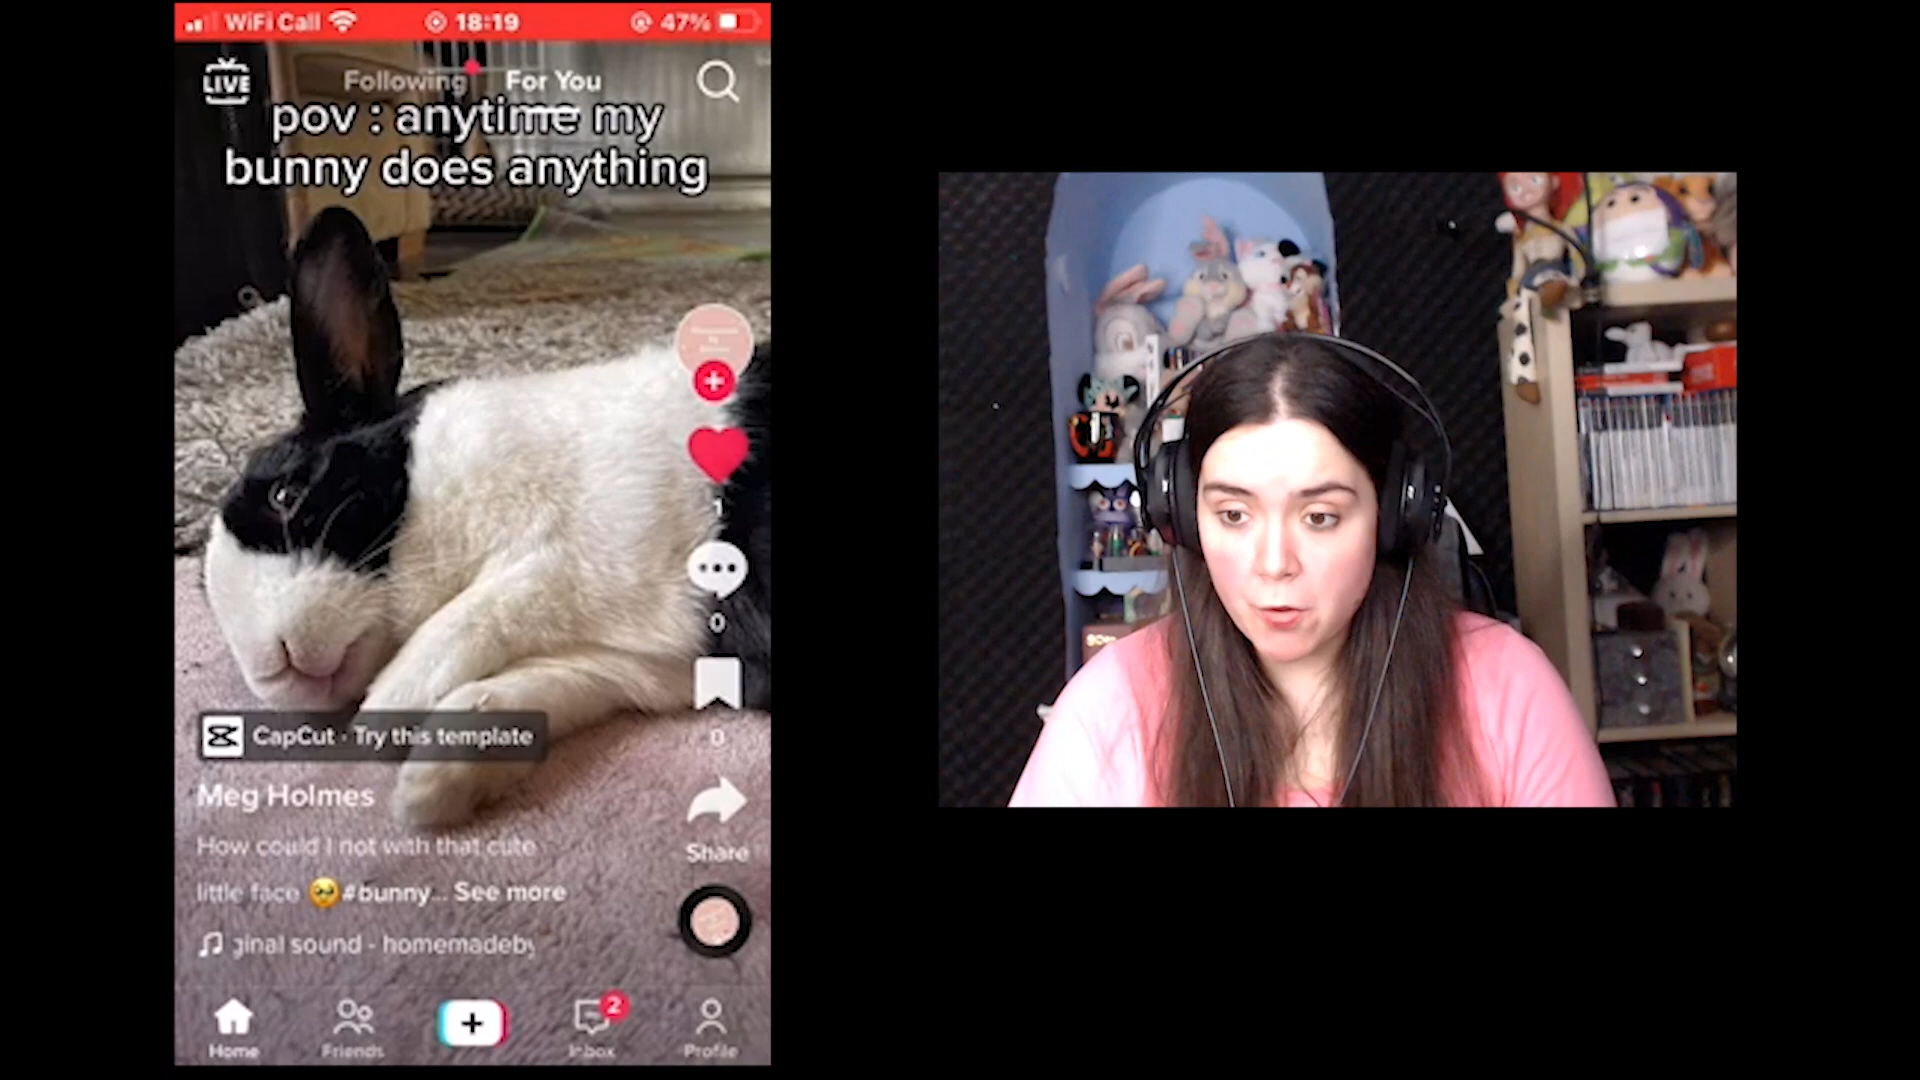 WiFi Call 18:19 47%
LIVE Following For You
pov : anytime my
bunny does anything
1
0
CapCut · Try this template
0
Meg Holmes
How could I not with that cute
Share
little face 🥹 #bunny... See more
ginal sound - homemadeby
2
Home Friends Inbox Profile